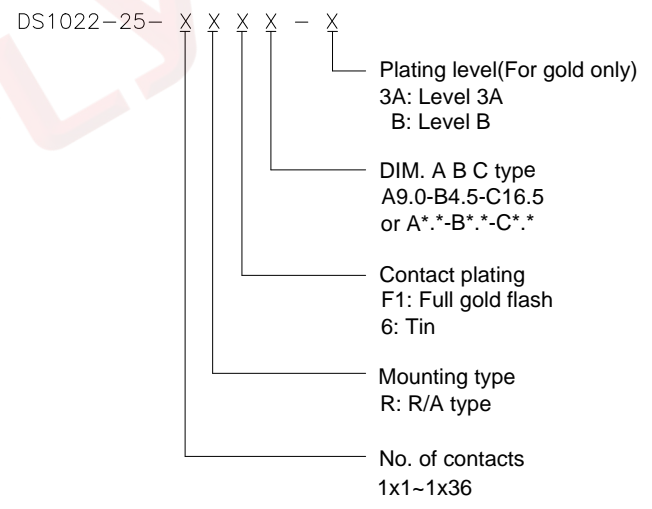 DS1022-25- X X X X - X
Plating level(For gold only)
3A: Level 3A
B: Level B
DIM. A B C type
A9.0-B4.5-C16.5
or A*.*-B*.*-C*.*
Contact plating
F1: Full gold flash
6: Tin
Mounting type
R: R/A type
No. of contacts
1x1~1x36